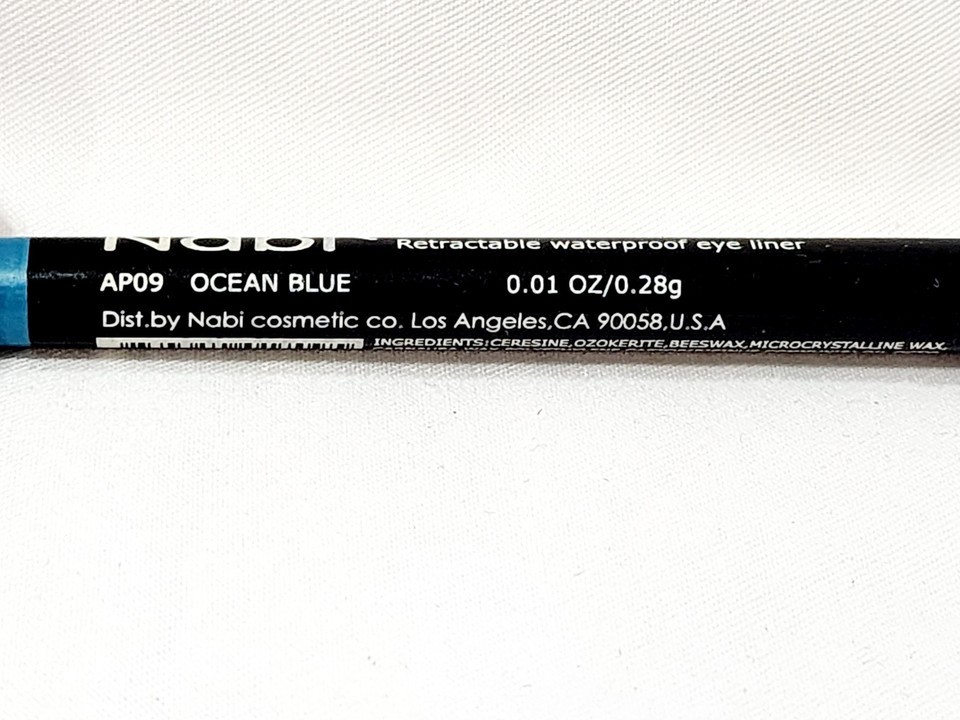 Nabi Retractable waterproof eye liner
AP09 OCEAN BLUE 0.01 OZ/0.28g
Dist.by Nabi cosmetic co. Los Angeles,CA 90058,U.S.A
INGREDIENTS:CERESINE,OZOKERITE,BEESWAX,MICROCRYSTALLINE WAX,